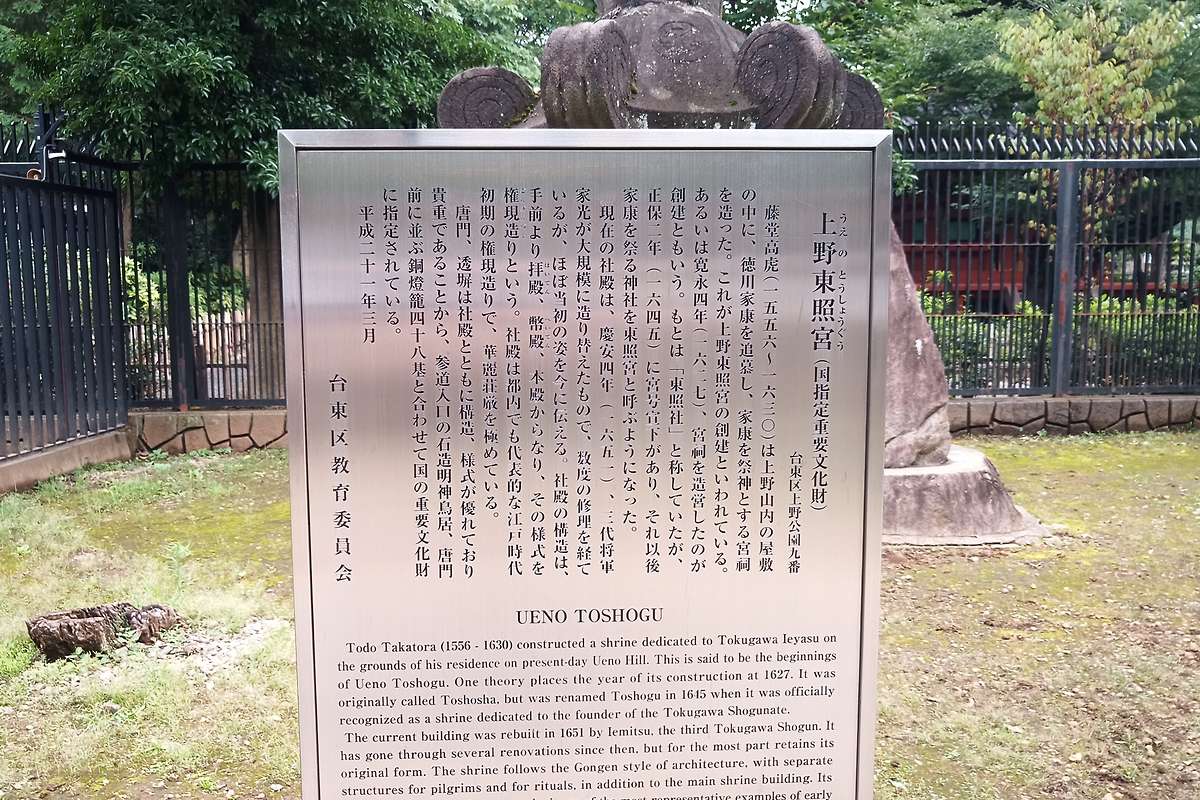 上野東照宮（国指定重要文化財）
うえの とうしょうぐう
台東区上野公園九番
藤堂高虎（一五五六〜一六三〇）は上野山内の屋敷
の中に、徳川家康を追慕し、家康を祭神とする宮祠
を造った。これが上野東照宮の創建といわれている。
あるいは寛永四年（一六二七）、宮祠を造営したのが
創建ともいう。もとは「東照社」と称していたが、
正保二年（一六四五）に宮号宣下があり、それ以後
家康を祭る神社を東照宮と呼ぶようになった。
現在の社殿は、慶安四年（一六五一）、三代将軍
家光が大規模に造り替えたもので、数度の修理を経て
いるが、ほぼ当初の姿を今に伝える。社殿の構造は、
手前より拝殿、幣殿、本殿からなり、その様式を
権現造りという。社殿は都内でも代表的な江戸時代
初期の権現造りで、華麗荘厳を極めている。
唐門、透塀は社殿とともに構造、様式が優れており
貴重であることから、参道入口の石造明神鳥居、唐門
前に並ぶ銅燈籠四十八基と合わせて国の重要文化財
に指定されている。
平成二十一年三月
台東区教育委員会
UENO TOSHOGU
Todo Takatora (1556 - 1630) constructed a shrine dedicated to Tokugawa Ieyasu on
the grounds of his residence on present-day Ueno Hill. This is said to be the beginnings
of Ueno Toshogu. One theory places the year of its construction at 1627. It was
originally called Toshosha, but was renamed Toshogu in 1645 when it was officially
recognized as a shrine dedicated to the founder of the Tokugawa Shogunate.
The current building was rebuilt in 1651 by Iemitsu, the third Tokugawa Shogun. It
has gone through several renovations since then, but for the most part retains its
original form. The shrine follows the Gongen style of architecture, with separate
structures for pilgrims and for rituals, in addition to the main shrine building. Its
of the most representative examples of early